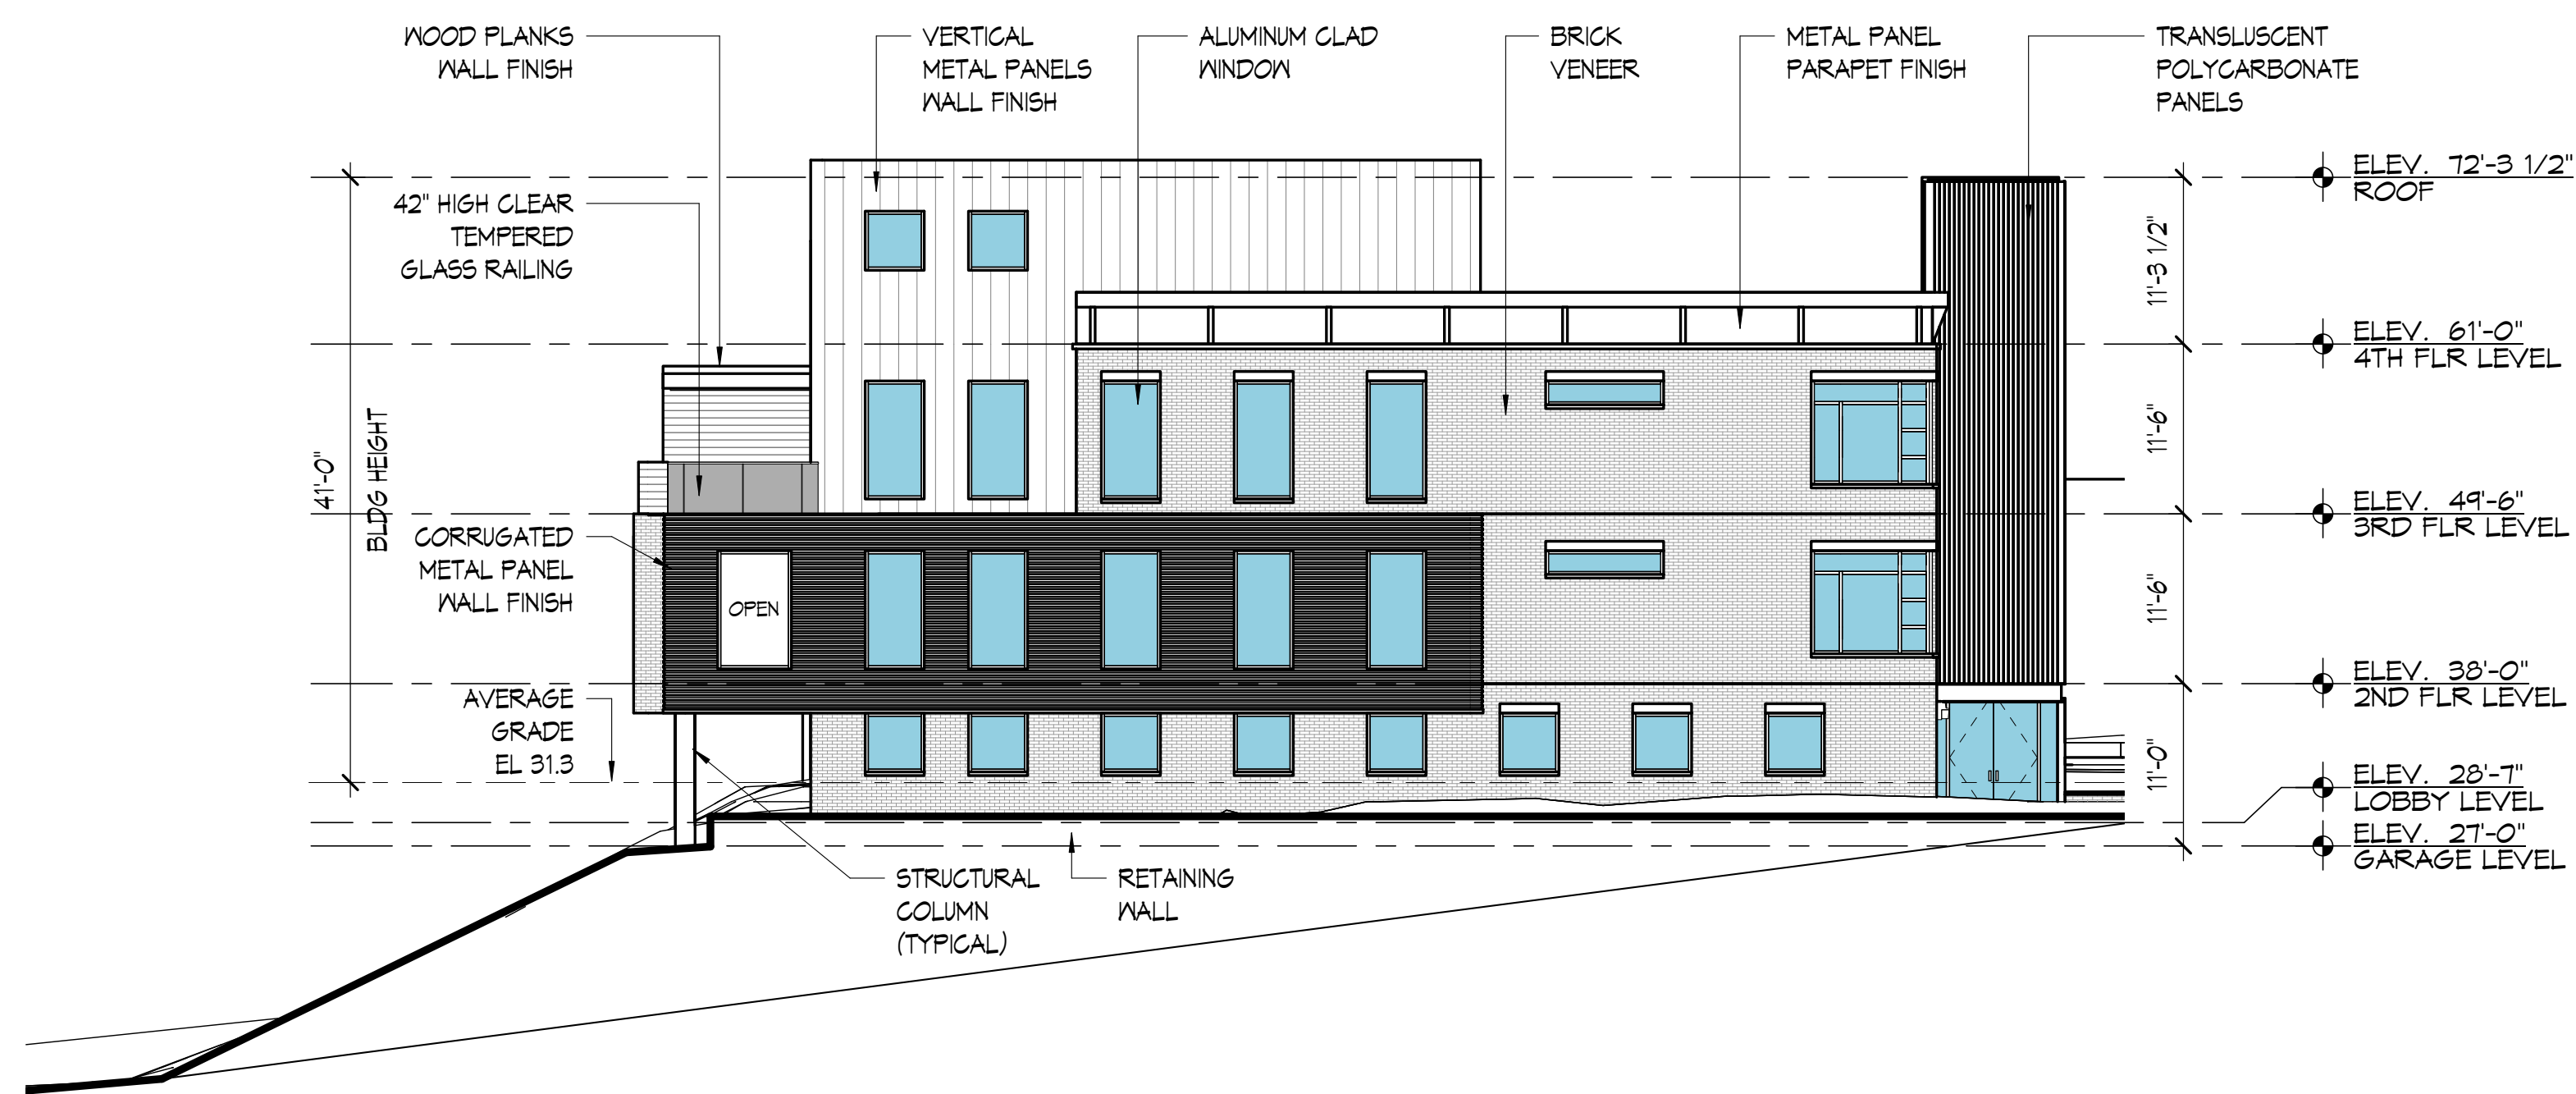 WOOD PLANKS
WALL FINISH
VERTICAL
METAL PANELS
WALL FINISH
ALUMINUM CLAD
WINDOW
BRICK
VENEER
METAL PANEL
PARAPET FINISH
TRANSLUSCENT
POLYCARBONATE
PANELS
42" HIGH CLEAR
TEMPERED
GLASS RAILING
41'-0"
BLDG HEIGHT
CORRUGATED
METAL PANEL
WALL FINISH
OPEN
AVERAGE
GRADE
EL 31.3
STRUCTURAL
COLUMN
(TYPICAL)
RETAINING
WALL
11'-3 1/2"
11'-6"
11'-6"
11'-0"
ELEV. 72'-3 1/2"
ROOF
ELEV. 61'-0"
4TH FLR LEVEL
ELEV. 49'-6"
3RD FLR LEVEL
ELEV. 38'-0"
2ND FLR LEVEL
ELEV. 28'-7"
LOBBY LEVEL
ELEV. 27'-0"
GARAGE LEVEL